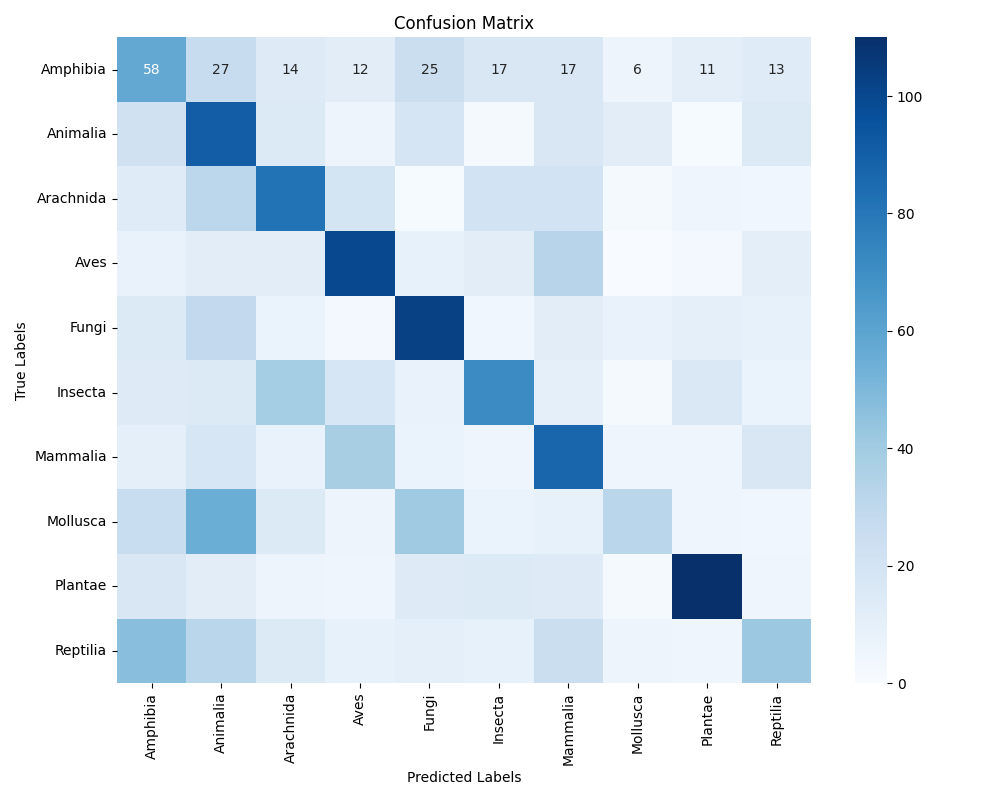 Confusion Matrix
True Labels
Amphibia 58 27 14 12 25 17 17 6 11 13
Animalia
Arachnida
Aves
Fungi
Insecta
Mammalia
Mollusca
Plantae
Reptilia
Amphibia Animalia Arachnida Aves Fungi Insecta Mammalia Mollusca Plantae Reptilia
Predicted Labels
100
80
60
40
20
0